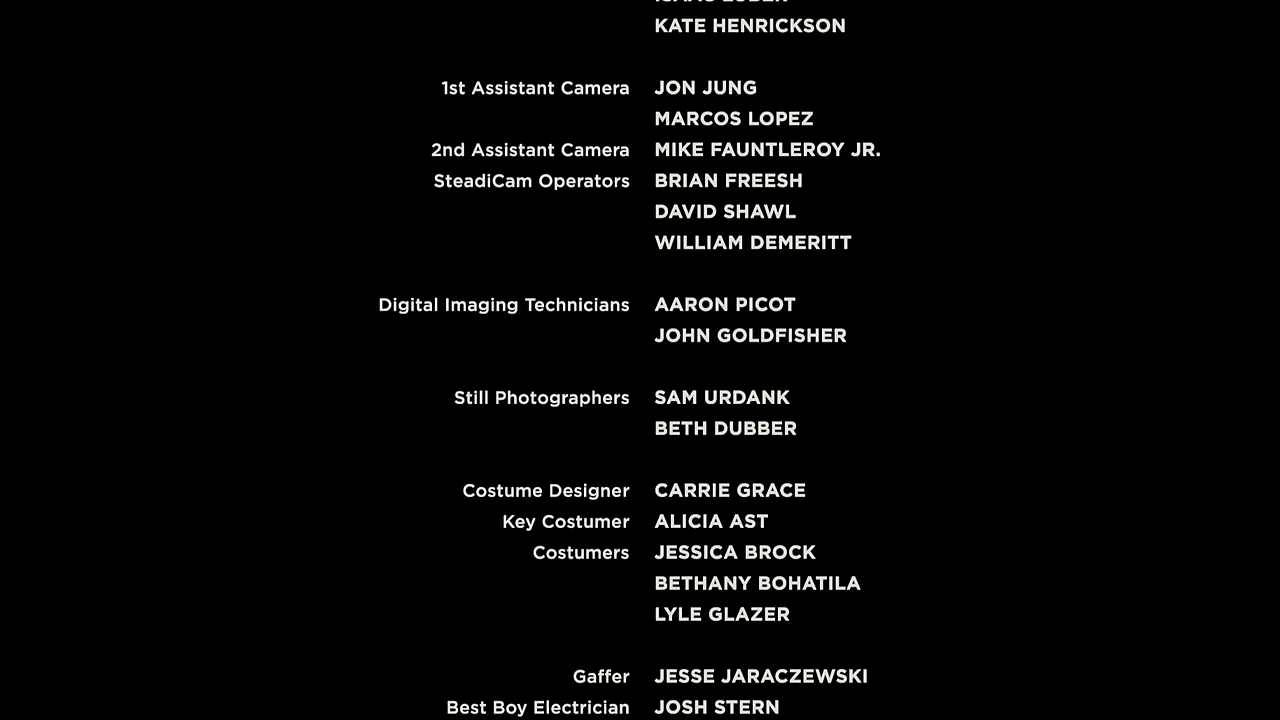 KATE HENRICKSON
1st Assistant Camera JON JUNG
MARCOS LOPEZ
2nd Assistant Camera MIKE FAUNTLEROY JR.
SteadiCam Operators BRIAN FREESH
DAVID SHAWL
WILLIAM DEMERITT
Digital Imaging Technicians AARON PICOT
JOHN GOLDFISHER
Still Photographers SAM URDANK
BETH DUBBER
Costume Designer CARRIE GRACE
Key Costumer ALICIA AST
Costumers JESSICA BROCK
BETHANY BOHATILA
LYLE GLAZER
Gaffer JESSE JARACZEWSKI
Best Boy Electrician JOSH STERN